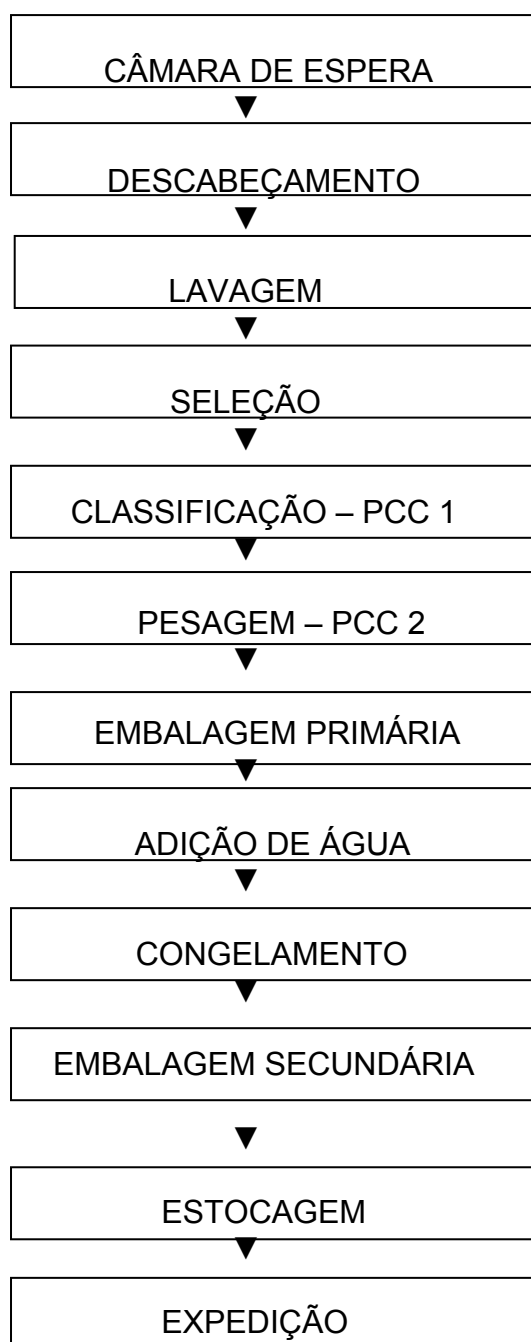 CÂMARA DE ESPERA
DESCABEÇAMENTO
LAVAGEM
SELEÇÃO
CLASSIFICAÇÃO – PCC 1
PESAGEM – PCC 2
EMBALAGEM PRIMÁRIA
ADIÇÃO DE ÁGUA
CONGELAMENTO
EMBALAGEM SECUNDÁRIA
ESTOCAGEM
EXPEDIÇÃO